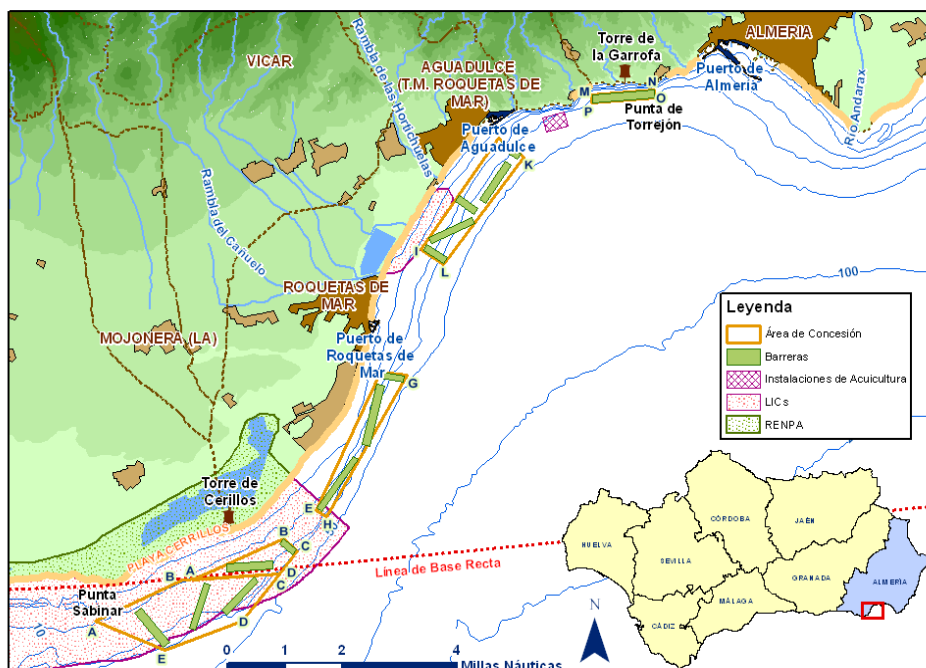 ALMERIA
Torre de
la Garrofa
VICAR
Rambla de las Hortichuelas
AGUADULCE
(T.M. ROQUETAS DE
MAR)
Puerto de
Almería
Río Andarax
M
N
P
O
Punta de
Torrejón
Puerto de
Aguadulce
K
Rambla del Cañuelo
I
L
100
ROQUETAS DE
MAR
MOJONERA (LA)
Puerto de
Roquetas de
Mar
G
Leyenda
Área de Concesión
Barreras
Instalaciones de Acuicultura
LICs
RENPA
Torre de
Cerillos
E
H
PLAYA CERRILLOS
B
C
B
A
D
C
Línea de Base Recta
Punta
Sabinar
10
A
D
E
N
0
1
2
4
Millas Náuticas
HUELVA
SEVILLA
CÓRDOBA
JAÉN
CÁDIZ
MÁLAGA
GRANADA
ALMERÍA